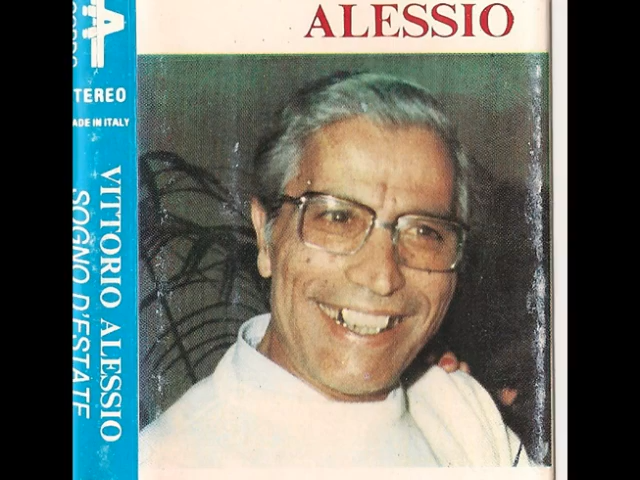 ALESSIO
A
TEREO
ADE IN ITALY
VITTORIO ALESSIO
SOGNO D'ESTATE